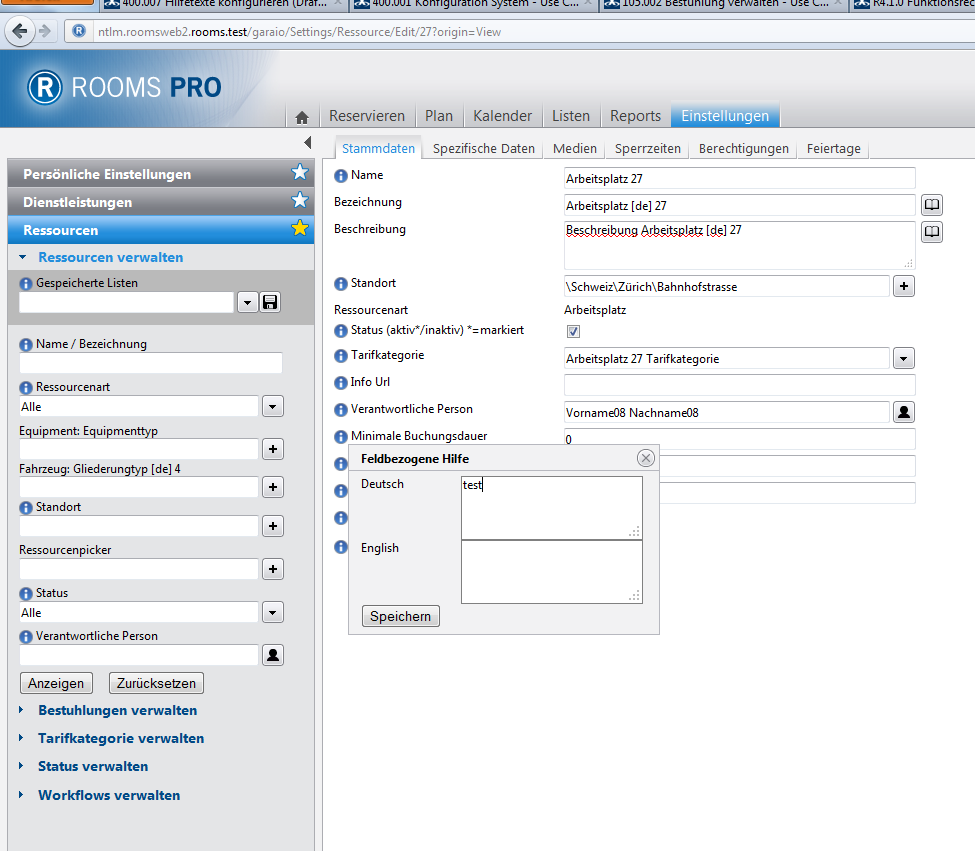 400.007 Hilfetexte konfigurieren (Draf...
400.001 Konfiguration System - Use C...
105.002 Bestuhlung verwalten - Use C...
R4.1.0 Funktionsrec
ntlm.roomsweb2.rooms.test/garaio/Settings/Ressource/Edit/27?origin=View
R ROOMS PRO
Reservieren Plan Kalender Listen Reports Einstellungen
Stammdaten Spezifische Daten Medien Sperrzeiten Berechtigungen Feiertage
Persönliche Einstellungen
Dienstleistungen
Ressourcen
Ressourcen verwalten
Gespeicherte Listen
Name / Bezeichnung
Ressourcenart
Alle
Equipment: Equipmenttyp
Fahrzeug: Gliederungtyp [de] 4
Standort
Ressourcenpicker
Status
Alle
Verantwortliche Person
Anzeigen Zurücksetzen
Bestuhlungen verwalten
Tarifkategorie verwalten
Status verwalten
Workflows verwalten
Name Arbeitsplatz 27
Bezeichnung Arbeitsplatz [de] 27
Beschreibung Beschreibung Arbeitsplatz [de] 27
Standort \Schweiz\Zürich\Bahnhofstrasse
Ressourcenart Arbeitsplatz
Status (aktiv*/inaktiv) *=markiert
Tarifkategorie Arbeitsplatz 27 Tarifkategorie
Info Url
Verantwortliche Person Vorname08 Nachname08
Minimale Buchungsdauer 0
Feldbezogene Hilfe
Deutsch test
English
Speichern